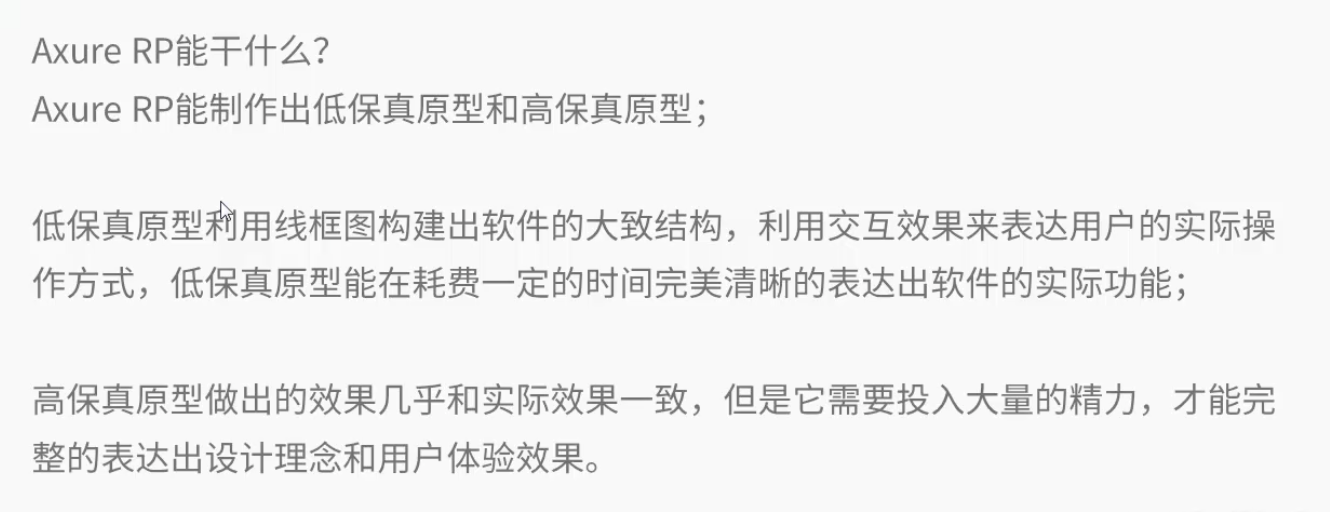 Axure RP能干什么？
Axure RP能制作出低保真原型和高保真原型；
低保真原型利用线框图构建出软件的大致结构，利用交互效果来表达用户的实际操
作方式，低保真原型能在耗费一定的时间完美清晰的表达出软件的实际功能；
高保真原型做出的效果几乎和实际效果一致，但是它需要投入大量的精力，才能完
整的表达出设计理念和用户体验效果。